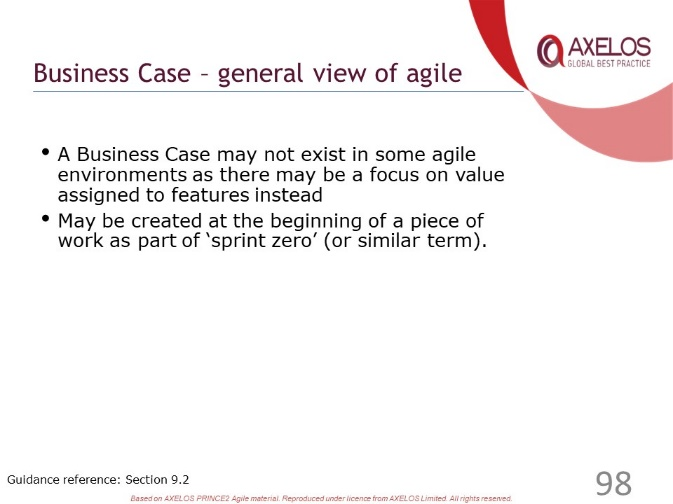 AXELOS
GLOBAL BEST PRACTICE
Business Case – general view of agile
• A Business Case may not exist in some agile
environments as there may be a focus on value
assigned to features instead
• May be created at the beginning of a piece of
work as part of ‘sprint zero’ (or similar term).
Guidance reference: Section 9.2
98
Based on AXELOS PRINCE2 Agile material. Reproduced under licence from AXELOS Limited. All rights reserved.